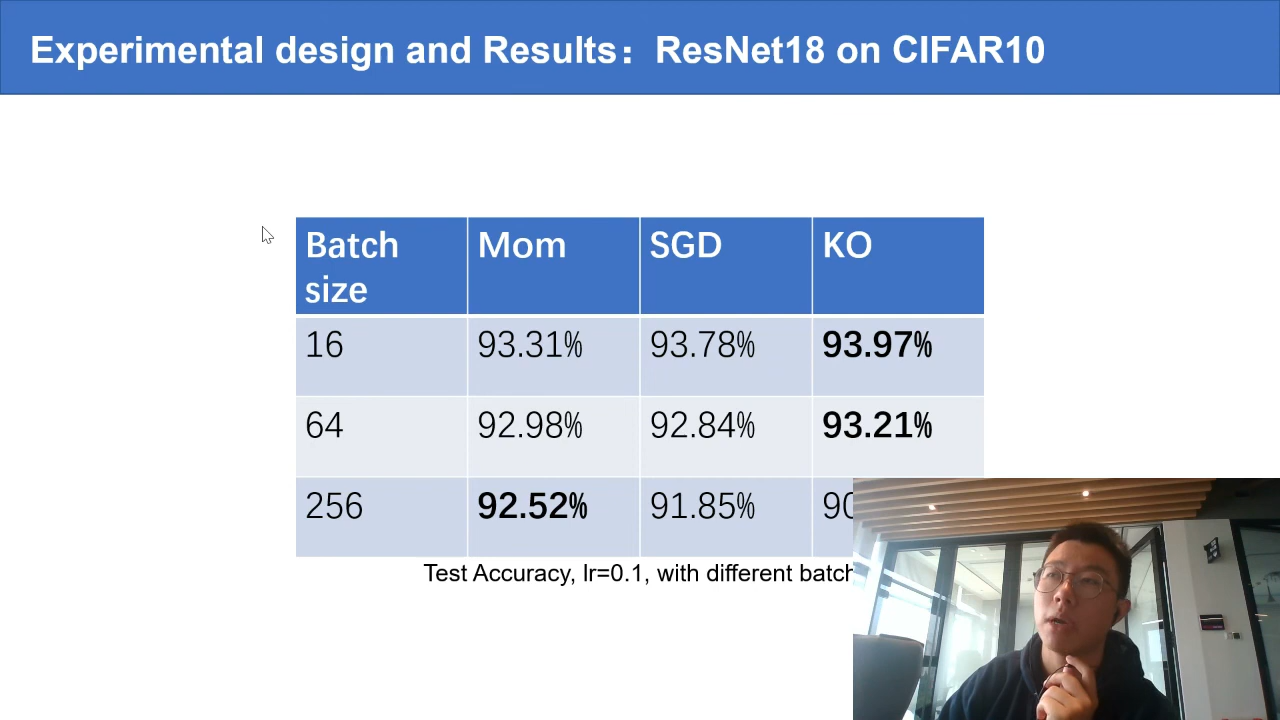 Experimental design and Results：ResNet18 on CIFAR10
Batch size Mom SGD KO
16 93.31% 93.78% 93.97%
64 92.98% 92.84% 93.21%
256 92.52% 91.85% 90
Test Accuracy, lr=0.1, with different batch